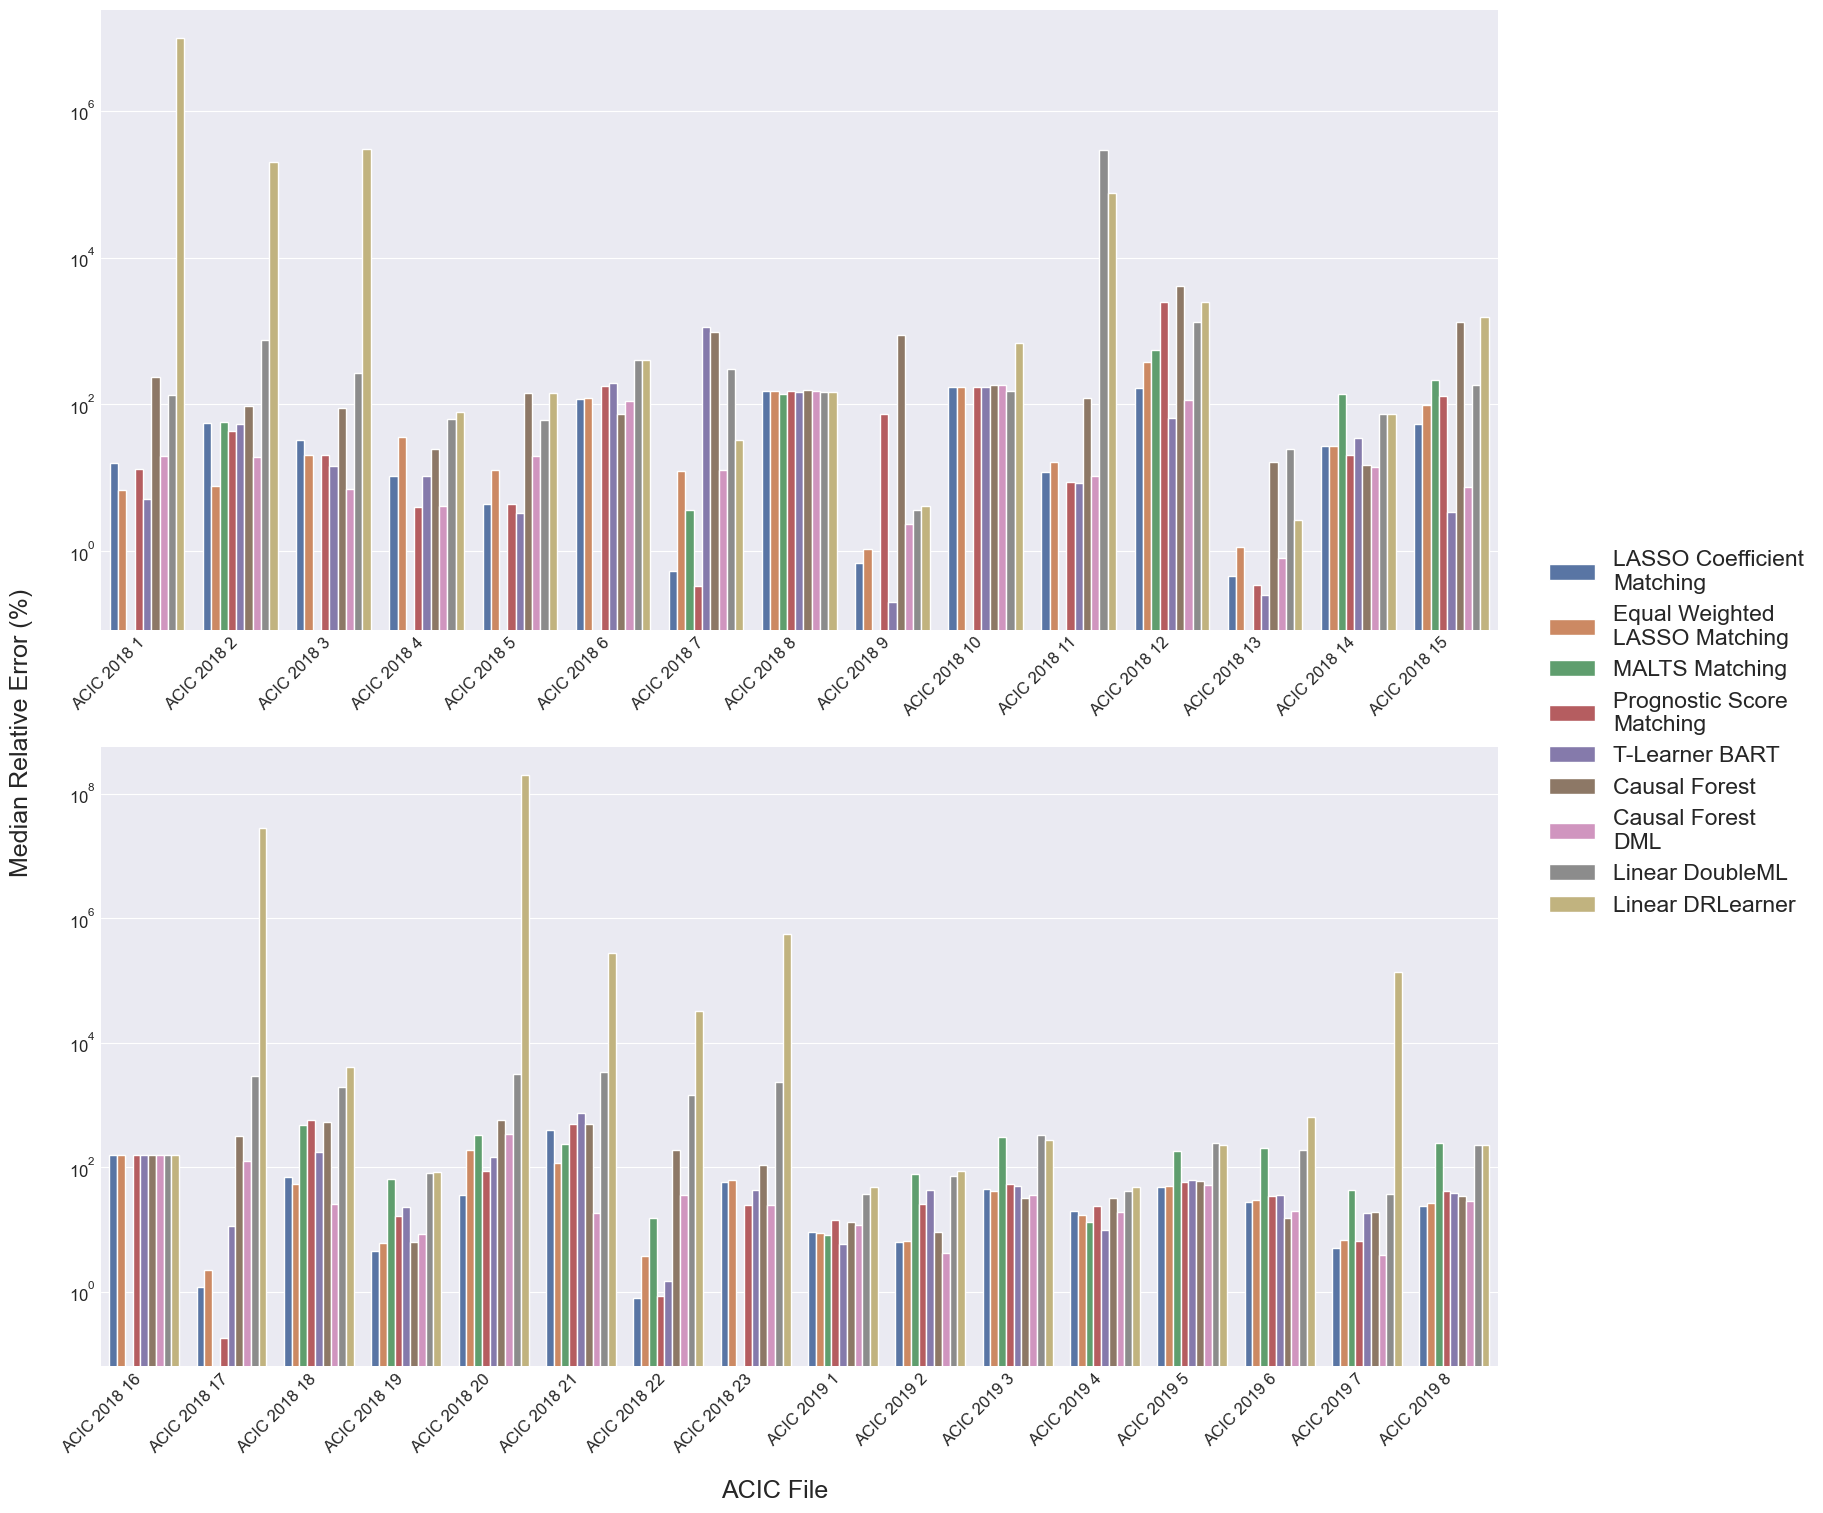 Median Relative Error (%)
10^6
10^4
10^2
10^0
ACIC 2018 1
ACIC 2018 2
ACIC 2018 3
ACIC 2018 4
ACIC 2018 5
ACIC 2018 6
ACIC 2018 7
ACIC 2018 8
ACIC 2018 9
ACIC 2018 10
ACIC 2018 11
ACIC 2018 12
ACIC 2018 13
ACIC 2018 14
ACIC 2018 15
10^8
10^6
10^4
10^2
10^0
ACIC 2018 16
ACIC 2018 17
ACIC 2018 18
ACIC 2018 19
ACIC 2018 20
ACIC 2018 21
ACIC 2018 22
ACIC 2018 23
ACIC 2019 1
ACIC 2019 2
ACIC 2019 3
ACIC 2019 4
ACIC 2019 5
ACIC 2019 6
ACIC 2019 7
ACIC 2019 8
ACIC File
LASSO Coefficient
Matching
Equal Weighted
LASSO Matching
MALTS Matching
Prognostic Score
Matching
T-Learner BART
Causal Forest
Causal Forest
DML
Linear DoubleML
Linear DRLearner